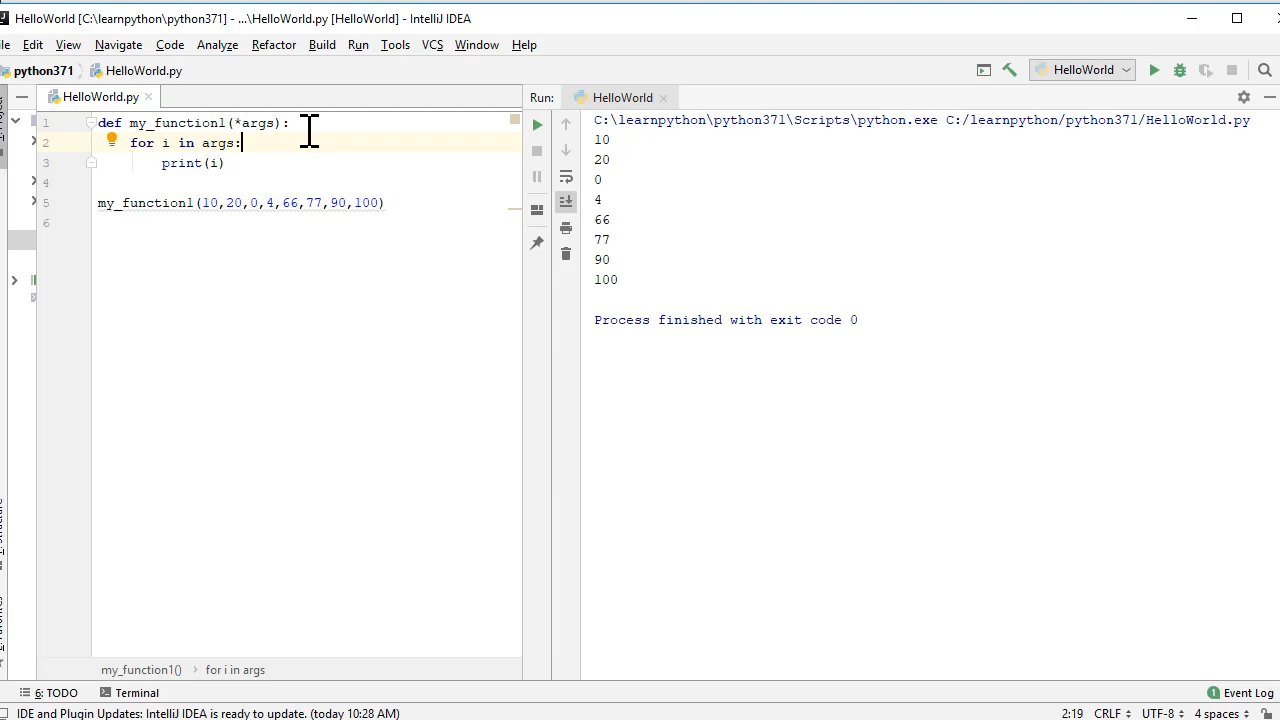 HelloWorld [C:\learnpython\python371] - ...\HelloWorld.py [HelloWorld] - IntelliJ IDEA
Edit View Navigate Code Analyze Refactor Build Run Tools VCS Window Help
python371 HelloWorld.py HelloWorld
HelloWorld.py
1 def my_function1(*args):
2 for i in args:
3 print(i)
4
5 my_function1(10,20,0,4,66,77,90,100)
6
my_function1() for i in args
Run: HelloWorld
C:\learnpython\python371\Scripts\python.exe C:/learnpython/python371/HelloWorld.py
10
20
0
4
66
77
90
100
Process finished with exit code 0
6: TODO Terminal 1 Event Log
IDE and Plugin Updates: IntelliJ IDEA is ready to update. (today 10:28 AM) 2:19 CRLF UTF-8 4 spaces